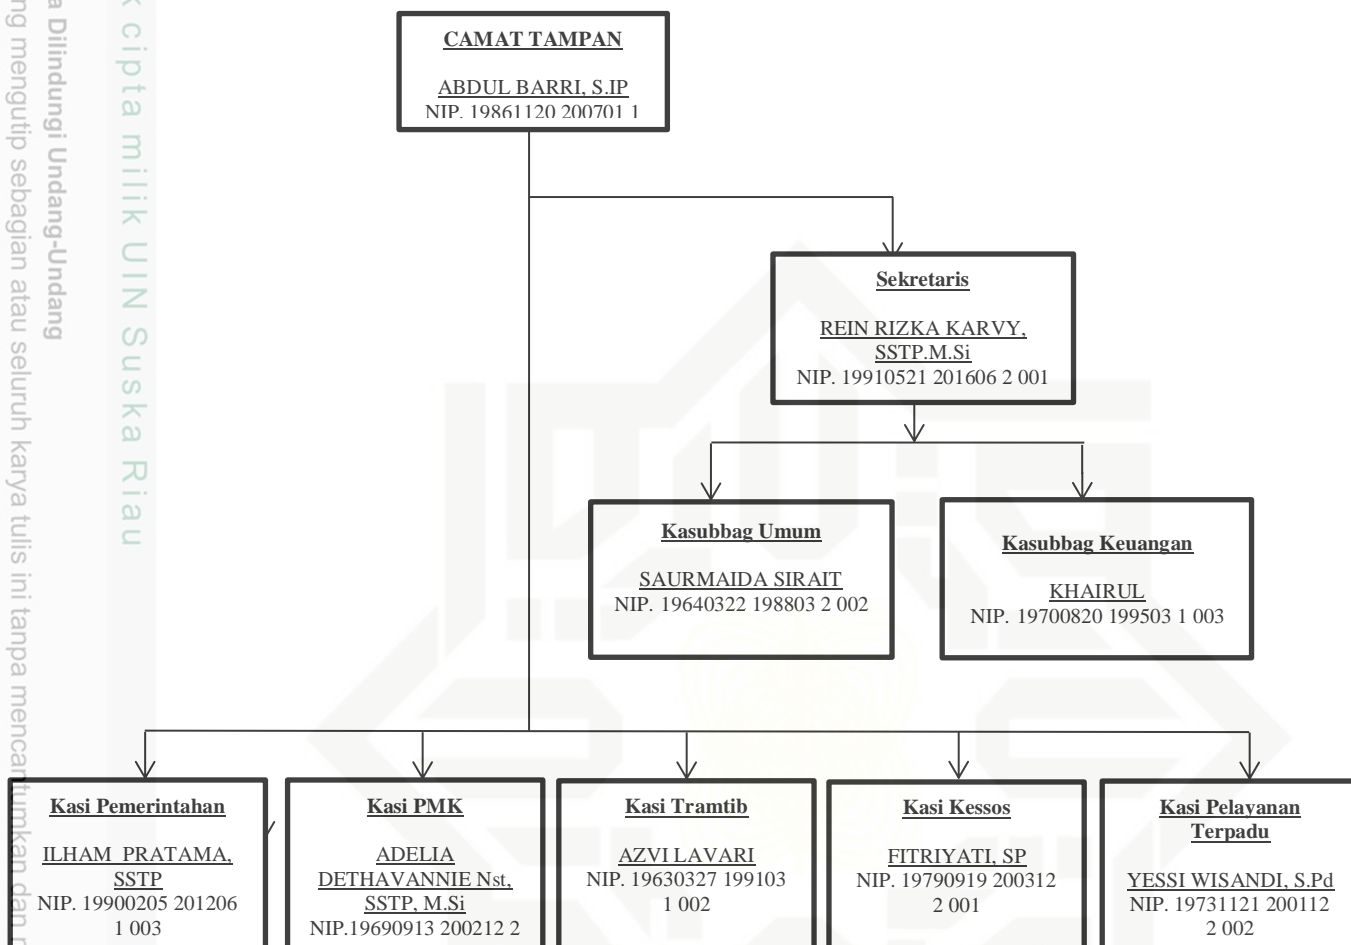 CAMAT TAMPAN
ABDUL BARRI, S.IP
NIP. 19861120 200701 1
Sekretaris
REIN RIZKA KARVY,
SSTP.M.Si
NIP. 19910521 201606 2 001
Kasubbag Umum
SAURMAIDA SIRAIT
NIP. 19640322 198803 2 002
Kasubbag Keuangan
KHAIRUL
NIP. 19700820 199503 1 003
Kasi Pemerintahan
ILHAM PRATAMA,
SSTP
NIP. 19900205 201206
1 003
Kasi PMK
ADELIA
DETHAVANNIE Nst,
SSTP, M.Si
NIP.19690913 200212 2
Kasi Tramtib
AZVI LAVARI
NIP. 19630327 199103
1 002
Kasi Kessos
FITRIYATI, SP
NIP. 19790919 200312
2 001
Kasi Pelayanan
Terpadu
YESSI WISANDI, S.Pd
NIP. 19731121 200112
2 002
cipta milik UIN Suska Riau
Dilindungi Undang-Undang
mengutip sebagian atau seluruh karya tulis ini tanpa mencantumkan dan